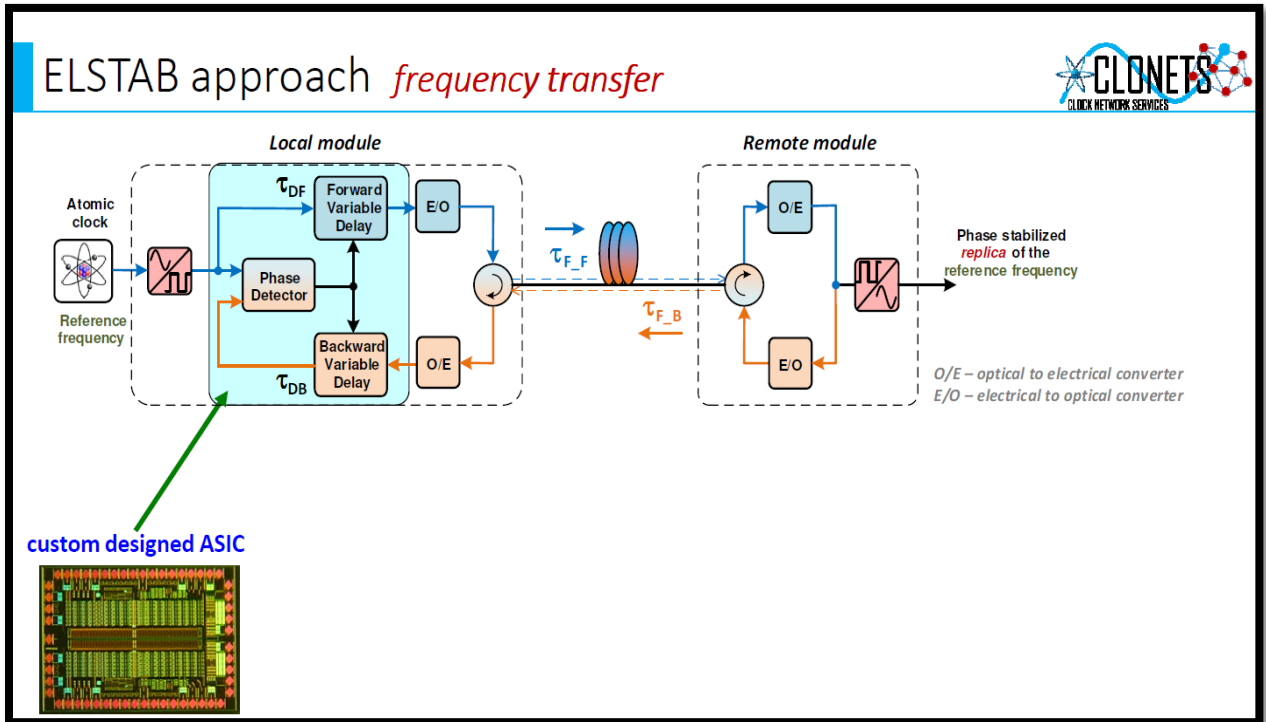 ELSTAB approach frequency transfer
CLONETS
CLOCK NETWORK SERVICES
Local module
Remote module
Atomic
clock
Reference
frequency
τDF
Forward
Variable
Delay
E/O
Phase
Detector
Backward
Variable
Delay
τDB
O/E
τF_F
τF_B
O/E
E/O
Phase stabilized
replica of the
reference frequency
O/E – optical to electrical converter
E/O – electrical to optical converter
custom designed ASIC